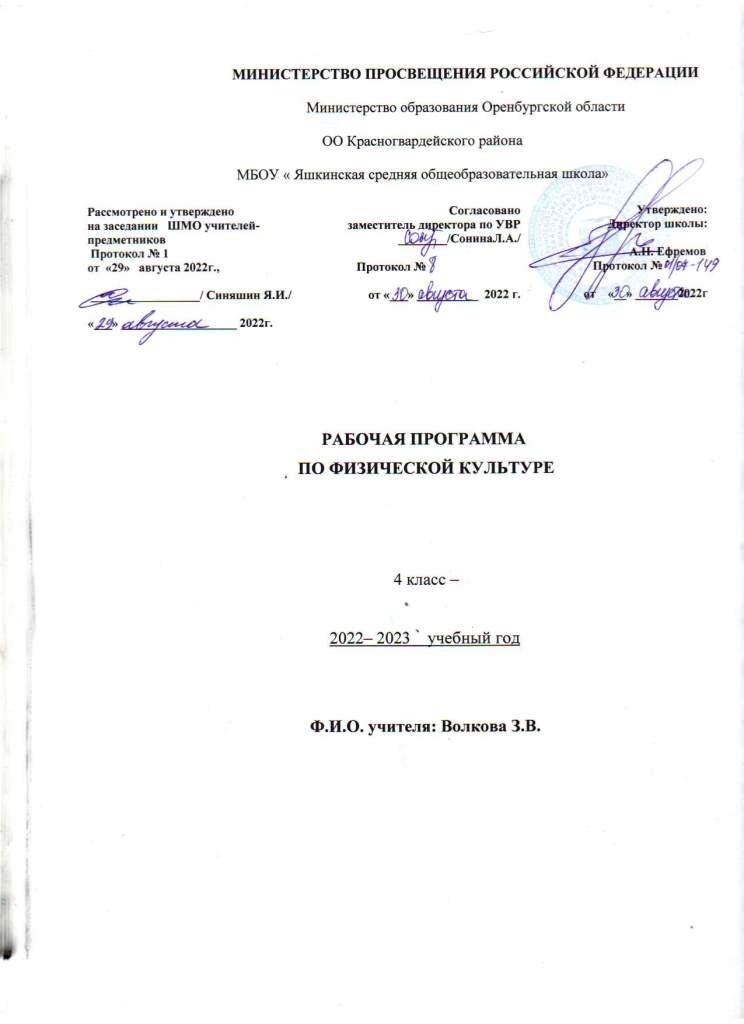 МИНИСТЕРСТВО ПРОСВЕЩЕНИЯ РОССИЙСКОЙ ФЕДЕРАЦИИ
Министерство образования Оренбургской области
ОО Красногвардейского района
МБОУ « Яшкинская средняя общеобразовательная школа»
Рассмотрено и утверждено
на заседании ШМО учителей-
предметников
Протокол № 1
от «29» августа 2022г.,
/ Синяшин Я.И./
«29» августа 2022г.
Согласовано
заместитель директора по УВР
/СонинаЛ.А./
Протокол № 8
от «30» августа 2022 г.
Утверждено:
Директор школы:
А.Н. Ефремов
Протокол №
от «30» августа 2022г
РАБОЧАЯ ПРОГРАММА
ПО ФИЗИЧЕСКОЙ КУЛЬТУРЕ
4 класс –
2022– 2023 учебный год
Ф.И.О. учителя: Волкова З.В.